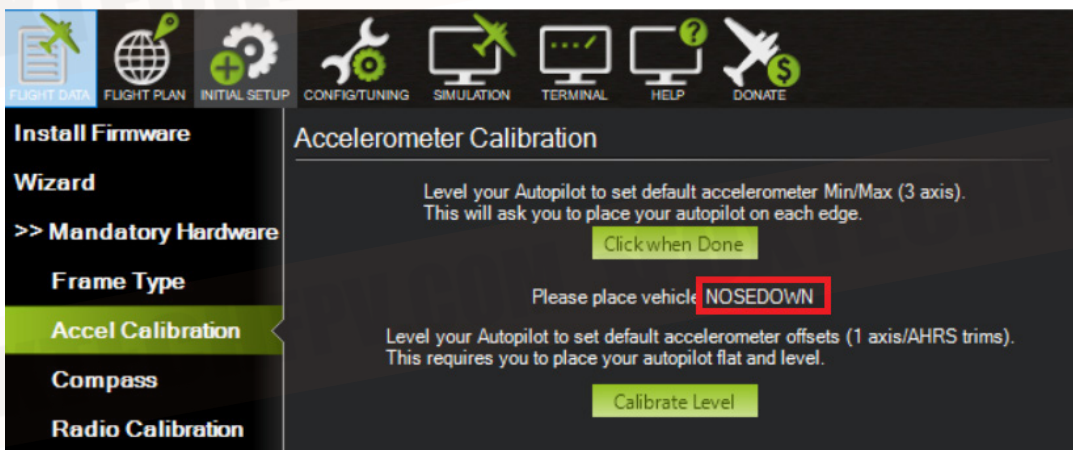 FLIGHT DATA
FLIGHT PLAN
INITIAL SETUP
CONFIG/TUNING
SIMULATION
TERMINAL
HELP
DONATE
Install Firmware
Wizard
>> Mandatory Hardware
Frame Type
Accel Calibration
Compass
Radio Calibration
Accelerometer Calibration
Level your Autopilot to set default accelerometer Min/Max (3 axis).
This will ask you to place your autopilot on each edge.
Click when Done
Please place vehicle NOSEDOWN
Level your Autopilot to set default accelerometer offsets (1 axis/AHRS trims).
This requires you to place your autopilot flat and level.
Calibrate Level